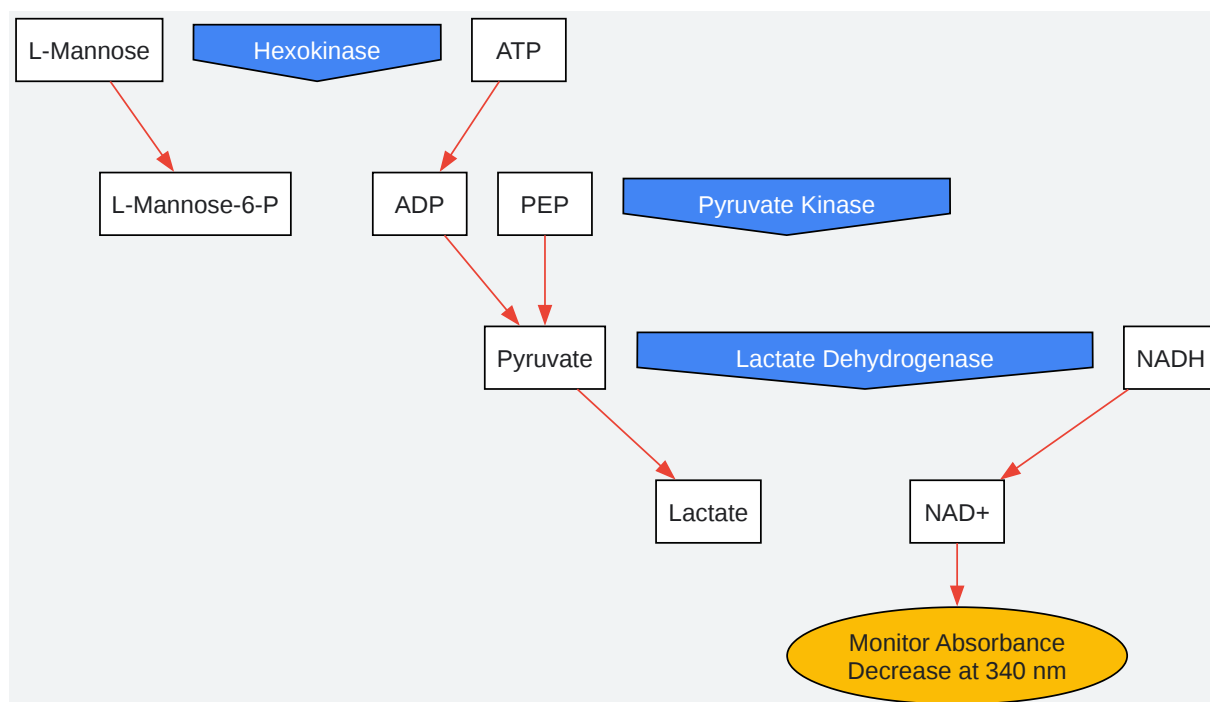 L-Mannose
Hexokinase
ATP
L-Mannose-6-P
ADP
PEP
Pyruvate Kinase
Pyruvate
Lactate Dehydrogenase
NADH
Lactate
NAD+
Monitor Absorbance
Decrease at 340 nm